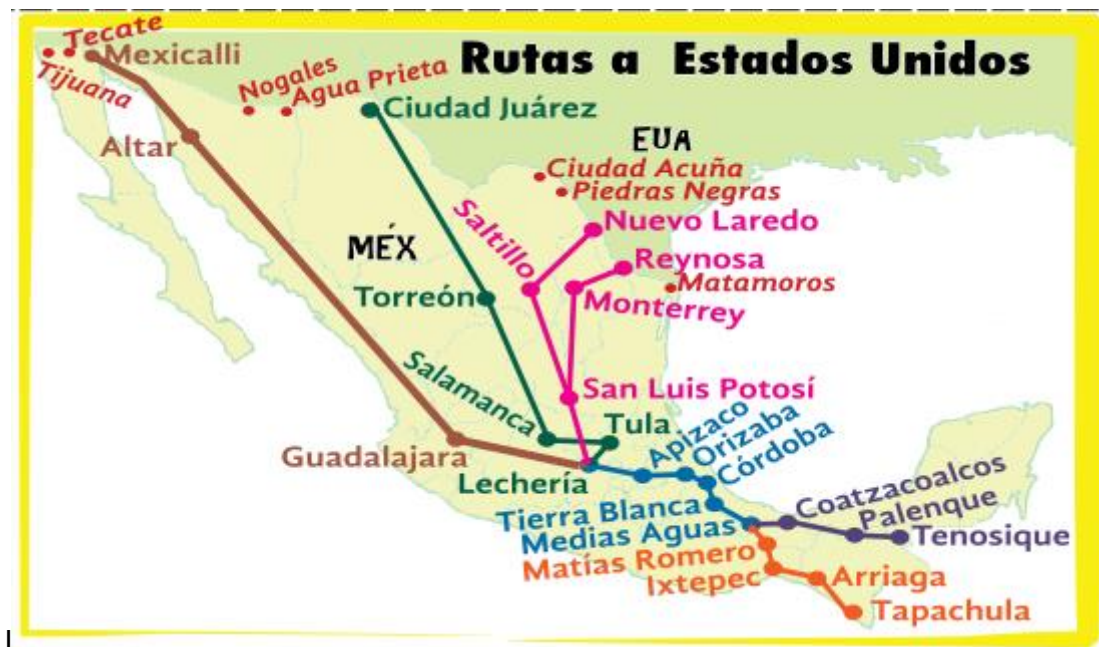 Rutas a Estados Unidos
Tecate
Mexicalli
Tijuana
Nogales
Agua Prieta
Ciudad Juárez
Altar
EUA
Ciudad Acuña
Piedras Negras
Saltillo
Nuevo Laredo
MÉX
Reynosa
Matamoros
Torreón
Monterrey
Salamanca
San Luis Potosí
Tula
Apizaco
Orizaba
Córdoba
Guadalajara
Lechería
Coatzacoalcos
Tierra Blanca
Palenque
Medias Aguas
Tenosique
Matías Romero
Ixtepec
Arriaga
Tapachula